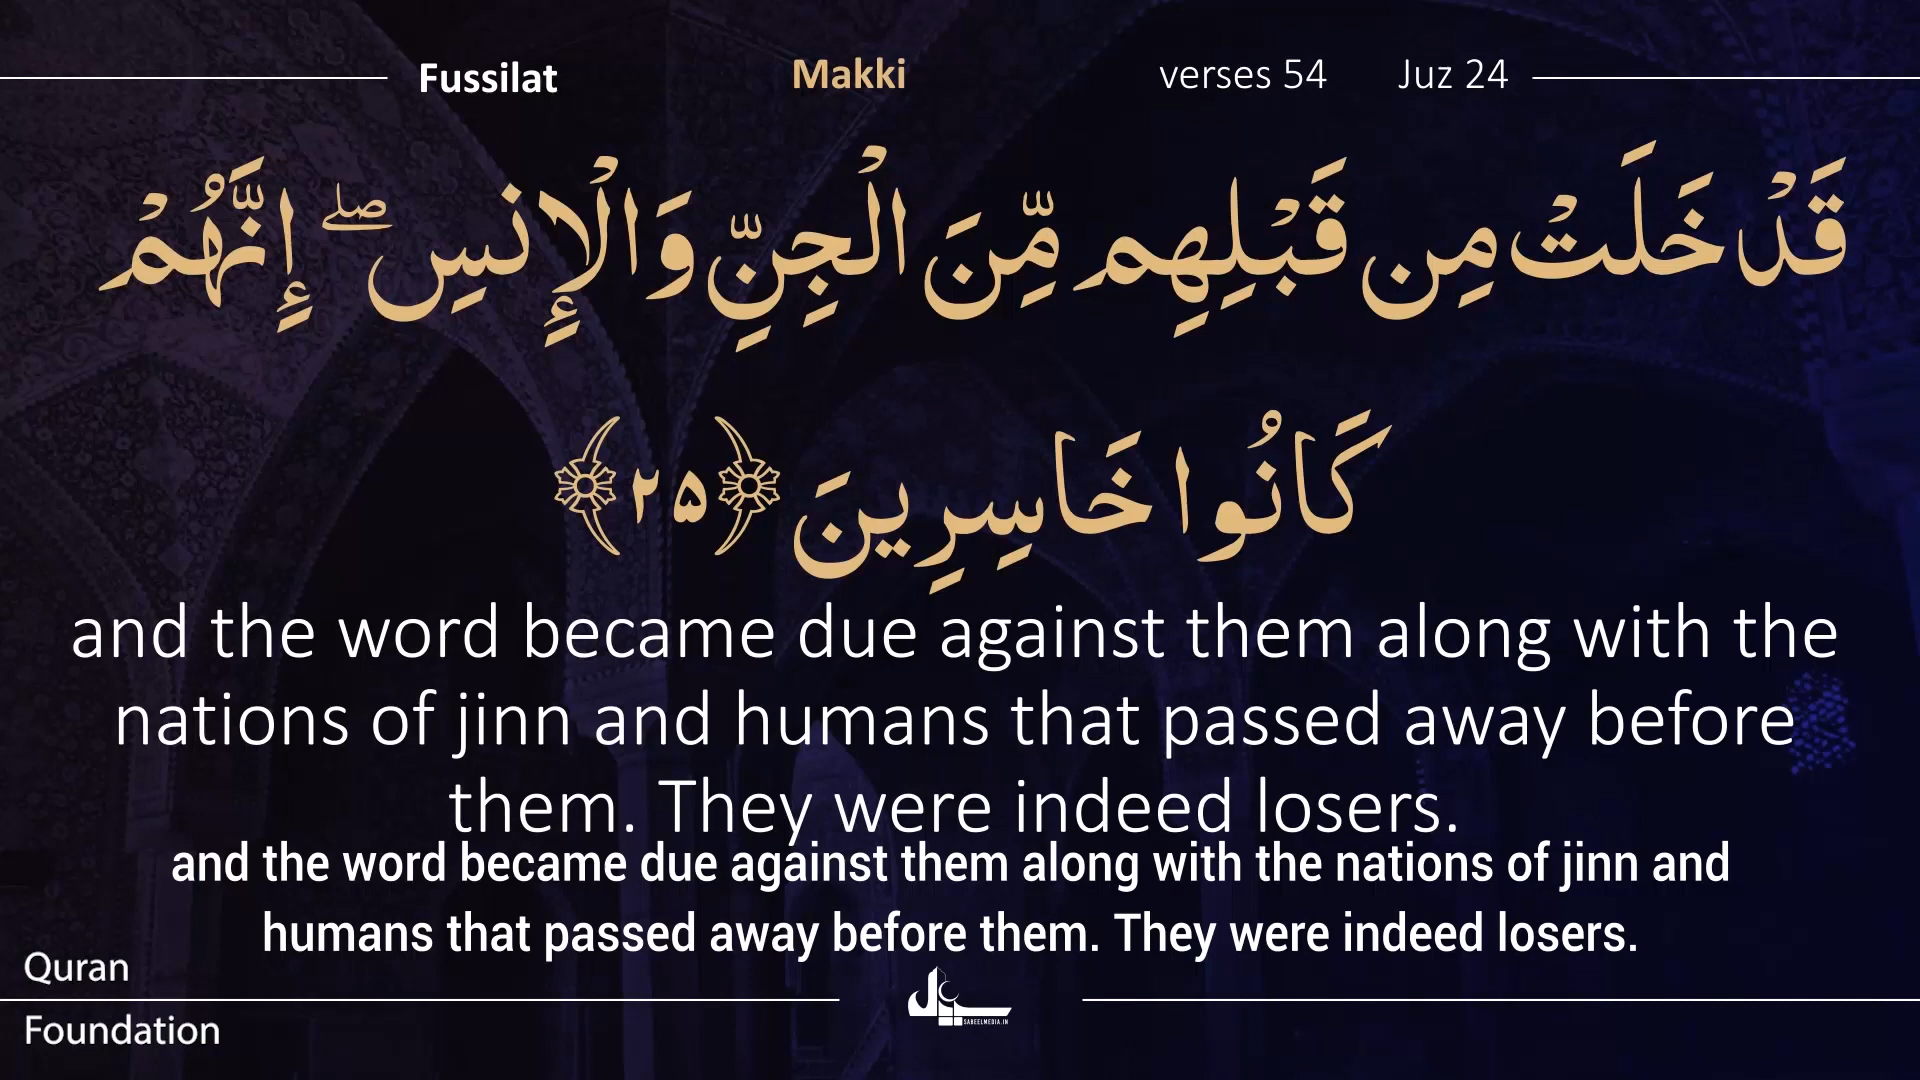 Fussilat Makki verses 54 Juz 24
قَدْ خَلَتْ مِن قَبْلِهِم مِّنَ الْجِنِّ وَالْإِنسِ ۖ إِنَّهُمْ
كَانُوا خَاسِرِينَ ﴿۲۵﴾
and the word became due against them along with the
nations of jinn and humans that passed away before
them. They were indeed losers.
and the word became due against them along with the nations of jinn and
humans that passed away before them. They were indeed losers.
Quran
Foundation
SABEELMEDIA.IN